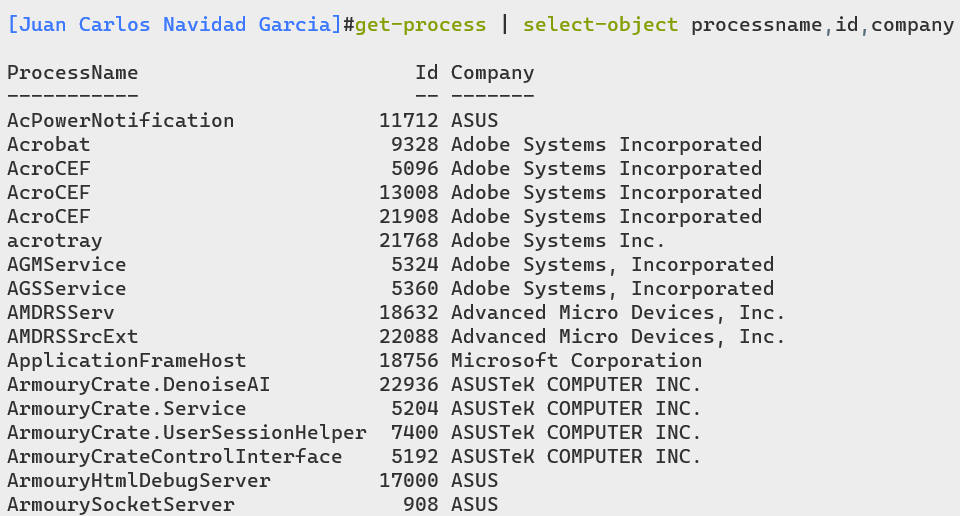 [Juan Carlos Navidad Garcia]#get-process | select-object processname,id,company
ProcessName                       Id Company
-----------                       -- -------
AcPowerNotification            11712 ASUS
Acrobat                         9328 Adobe Systems Incorporated
AcroCEF                         5096 Adobe Systems Incorporated
AcroCEF                        13008 Adobe Systems Incorporated
AcroCEF                        21908 Adobe Systems Incorporated
acrotray                       21768 Adobe Systems Inc.
AGMService                      5324 Adobe Systems, Incorporated
AGSService                      5360 Adobe Systems, Incorporated
AMDRSServ                      18632 Advanced Micro Devices, Inc.
AMDRSSrcExt                    22088 Advanced Micro Devices, Inc.
ApplicationFrameHost           18756 Microsoft Corporation
ArmouryCrate.DenoiseAI         22936 ASUSTeK COMPUTER INC.
ArmouryCrate.Service            5204 ASUSTeK COMPUTER INC.
ArmouryCrate.UserSessionHelper  7400 ASUSTeK COMPUTER INC.
ArmouryCrateControlInterface    5192 ASUSTeK COMPUTER INC.
ArmouryHtmlDebugServer         17000 ASUS
ArmourySocketServer              908 ASUS